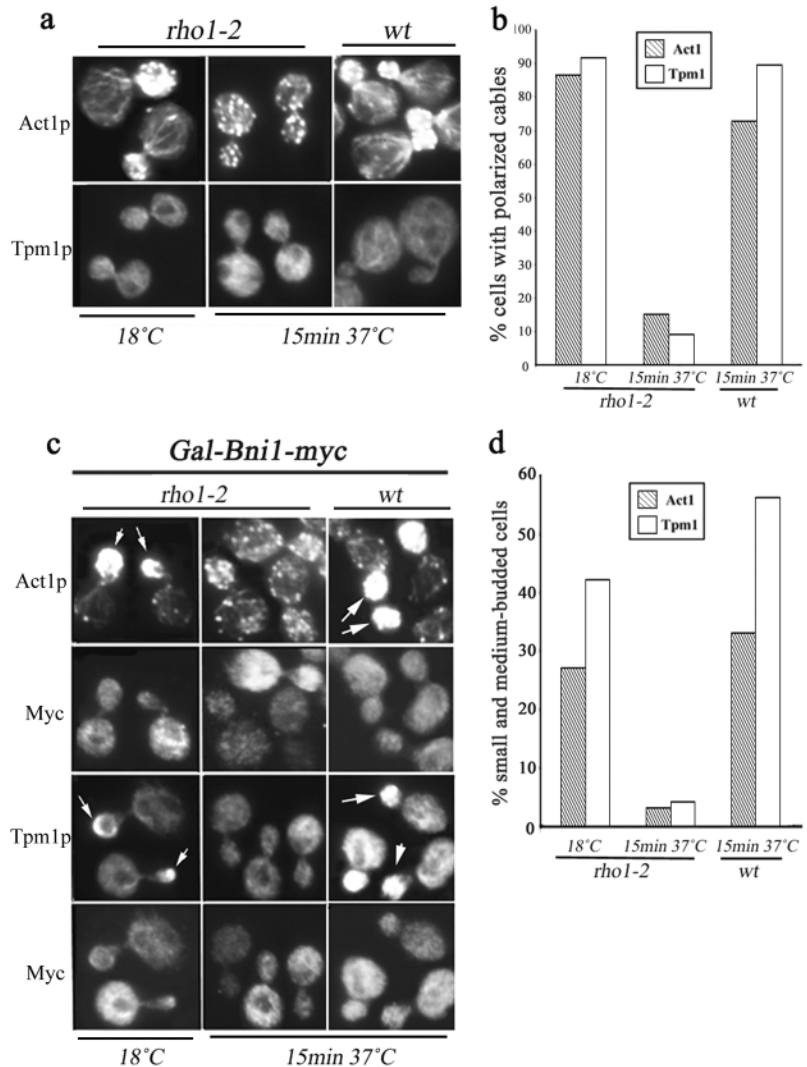 a
rho1-2 wt
Act1p
Tpm1p
18°C 15min 37°C
b
% cells with polarized cables
100
90
80
70
60
50
40
30
20
10
0
Act1
Tpm1
18°C 15min 37°C 15min 37°C
rho1-2 wt
c
Gal-Bni1-myc
rho1-2 wt
Act1p
Myc
Tpm1p
Myc
18°C 15min 37°C
d
% small and medium-budded cells
60
50
40
30
20
10
0
Act1
Tpm1
18°C 15min 37°C 15min 37°C
rho1-2 wt